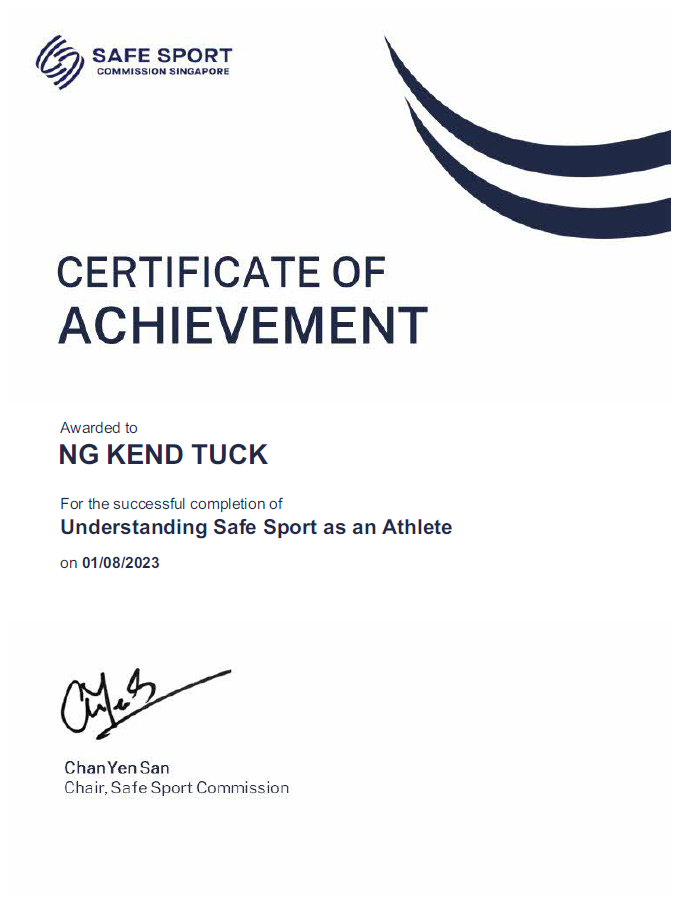 SAFE SPORT
COMMISSION SINGAPORE
CERTIFICATE OF
ACHIEVEMENT
Awarded to
NG KEND TUCK
For the successful completion of
Understanding Safe Sport as an Athlete
on 01/08/2023
Chan Yen San
Chair, Safe Sport Commission